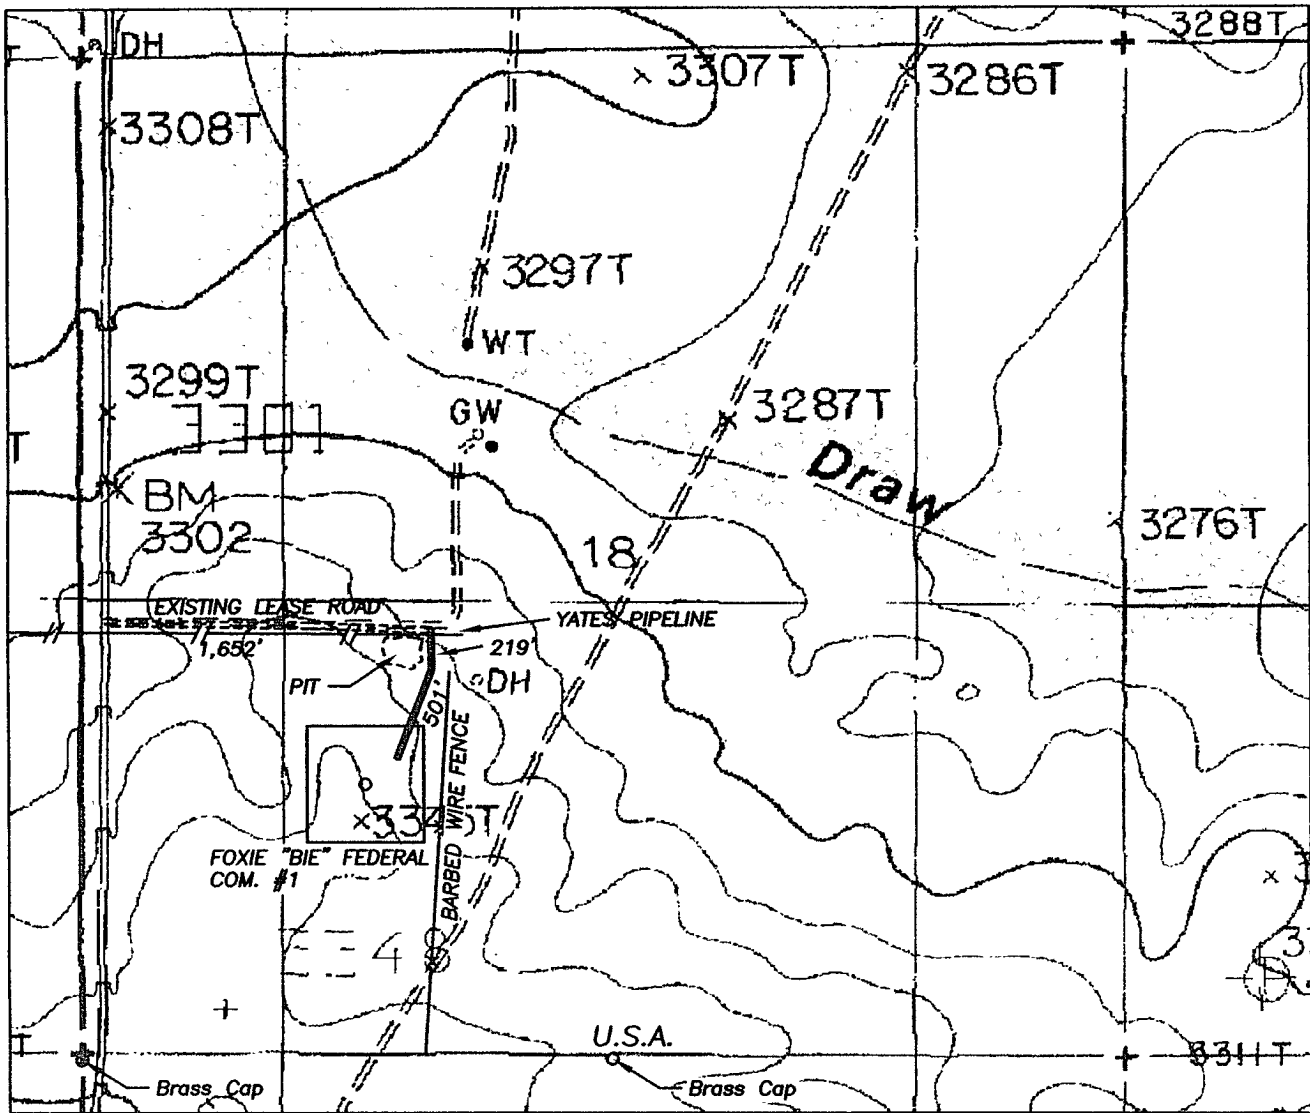 DH
3288T
3307T
3286T
3308T
3297T
WT
3299T
GW
3287T
3301
T
Draw
BM
3302
3276T
18
EXISTING LEASE ROAD
YATES PIPELINE
1,652'
219'
PIT
DH
501'
BARBED WIRE FENCE
FOXIE "BIE" FEDERAL
COM. #1
4
U.S.A.
T
3311T
Brass Cap
Brass Cap